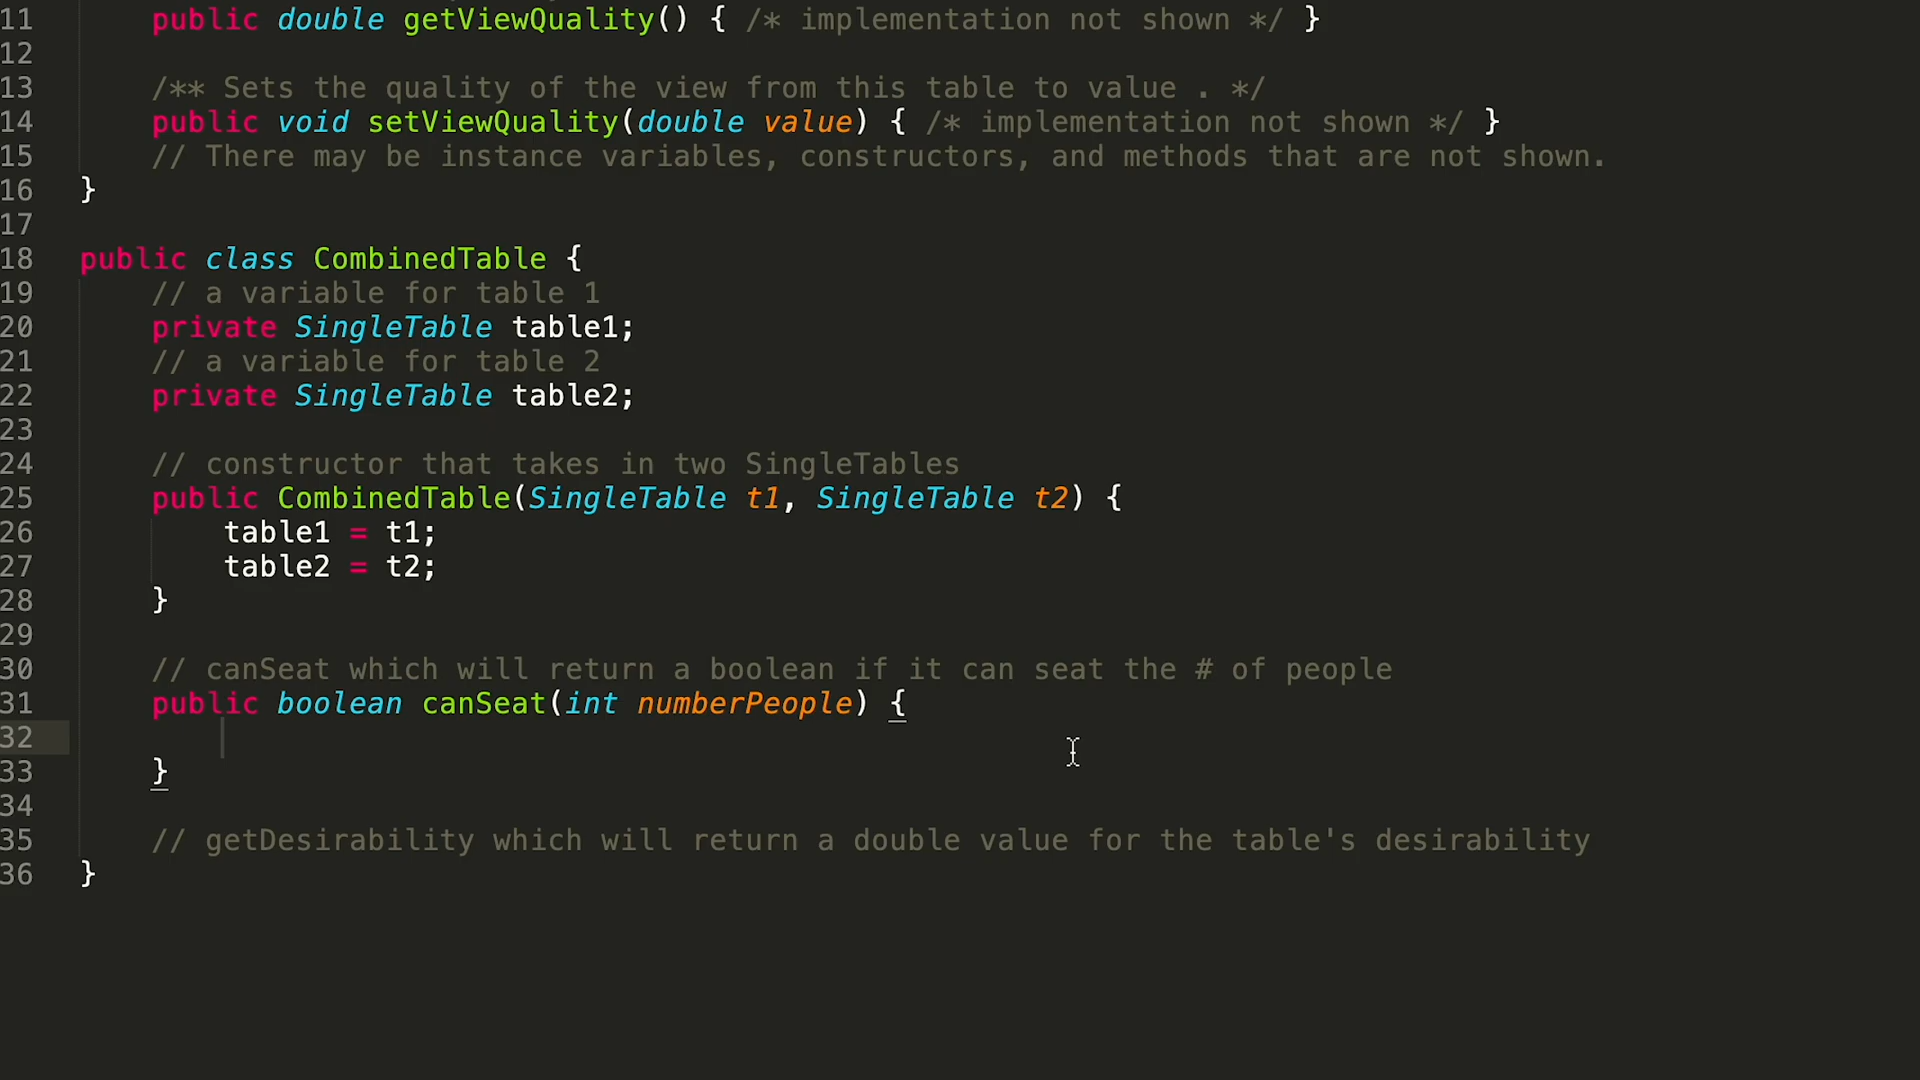 11 public double getViewQuality() { /* implementation not shown */ }
12
13 /** Sets the quality of the view from this table to value . */
14 public void setViewQuality(double value) { /* implementation not shown */ }
15 // There may be instance variables, constructors, and methods that are not shown.
16 }
17
18 public class CombinedTable {
19 // a variable for table 1
20 private SingleTable table1;
21 // a variable for table 2
22 private SingleTable table2;
23
24 // constructor that takes in two SingleTables
25 public CombinedTable(SingleTable t1, SingleTable t2) {
26 table1 = t1;
27 table2 = t2;
28 }
29
30 // canSeat which will return a boolean if it can seat the # of people
31 public boolean canSeat(int numberPeople) {
32
33 }
34
35 // getDesirability which will return a double value for the table's desirability
36 }